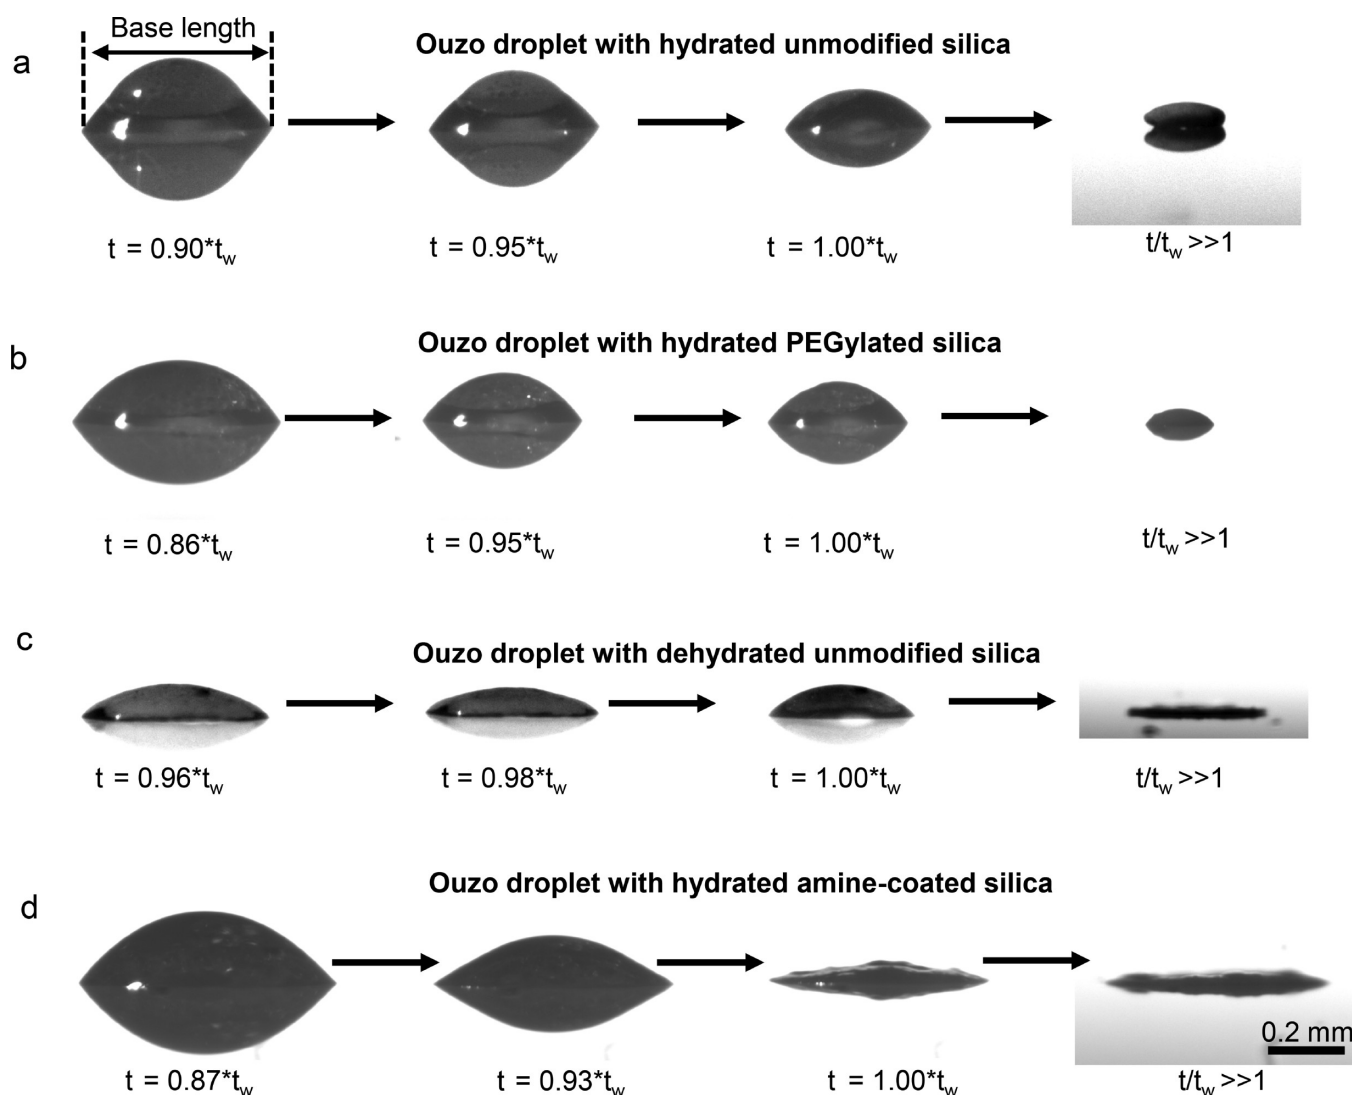 Base length
Ouzo droplet with hydrated unmodified silica
a
t = 0.90*tw
t = 0.95*tw
t = 1.00*tw
t/tw >>1
Ouzo droplet with hydrated PEGylated silica
b
t = 0.86*tw
t = 0.95*tw
t = 1.00*tw
t/tw >>1
c
Ouzo droplet with dehydrated unmodified silica
t = 0.96*tw
t = 0.98*tw
t = 1.00*tw
t/tw >>1
Ouzo droplet with hydrated amine-coated silica
d
0.2 mm
t = 0.87*tw
t = 0.93*tw
t = 1.00*tw
t/tw >>1